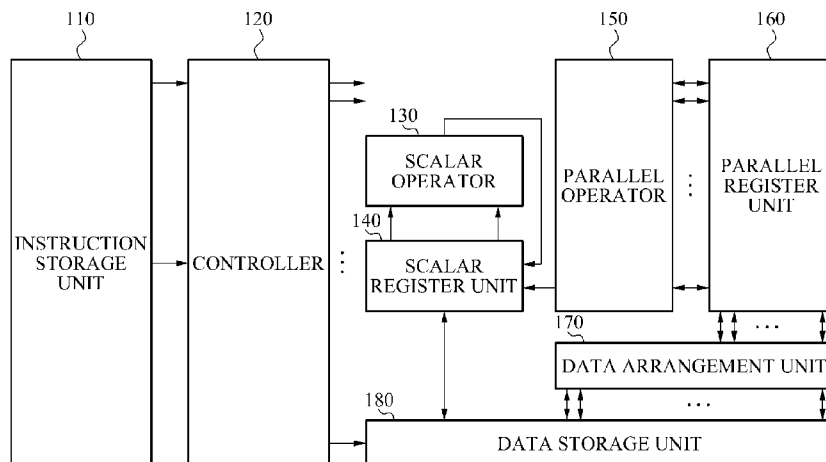 110
120
150
160
130
SCALAR
OPERATOR
140
SCALAR
REGISTER UNIT
INSTRUCTION
STORAGE
UNIT
CONTROLLER
PARALLEL
OPERATOR
PARALLEL
REGISTER
UNIT
170
DATA ARRANGEMENT UNIT
180
DATA STORAGE UNIT